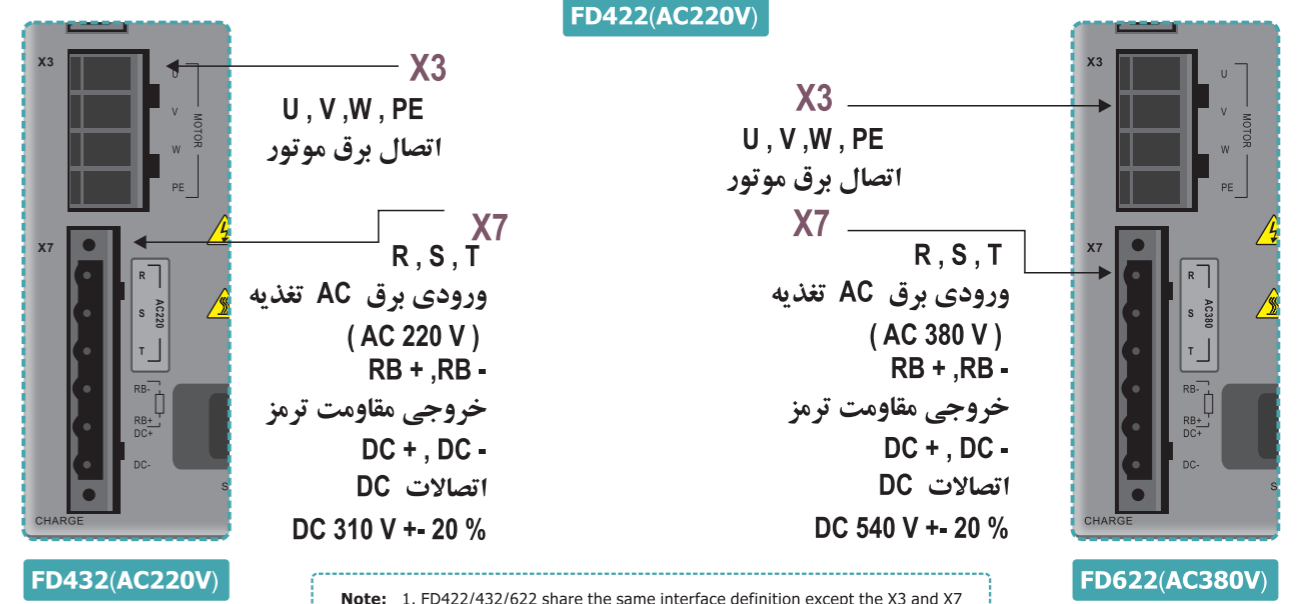 FD422(AC220V)
X3
U
V
W
PE
MOTOR
X7
R
S
T
AC220
RB-
RB+
DC+
DC-
S
CHARGE
FD432(AC220V)
X3
U , V ,W , PE
اتصال برق موتور
X7
R , S , T
ورودی برق AC تغذیه
( AC 220 V )
RB + ,RB -
خروجی مقاومت ترمز
DC + , DC -
اتصالات DC
DC 310 V +- 20 %
X3
U , V ,W , PE
اتصال برق موتور
X7
R , S , T
ورودی برق AC تغذیه
( AC 380 V )
RB + ,RB -
خروجی مقاومت ترمز
DC + , DC -
اتصالات DC
DC 540 V +- 20 %
X3
U
V
W
PE
MOTOR
X7
R
S
T
AC380
RB-
RB+
DC+
DC-
S
CHARGE
FD622(AC380V)
Note: 1. FD422/432/622 share the same interface definition except the X3 and X7